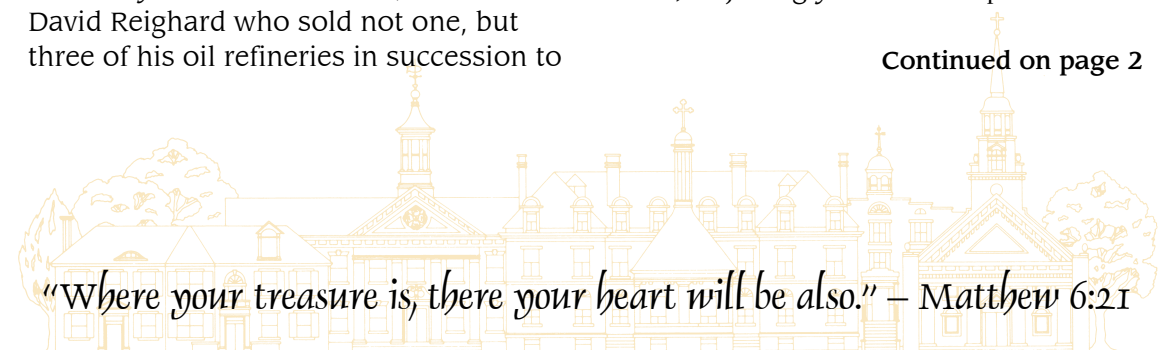 David Reighard who sold not one, but
three of his oil refineries in succession to
Continued on page 2
“Where your treasure is, there your heart will be also.” – Matthew 6:21